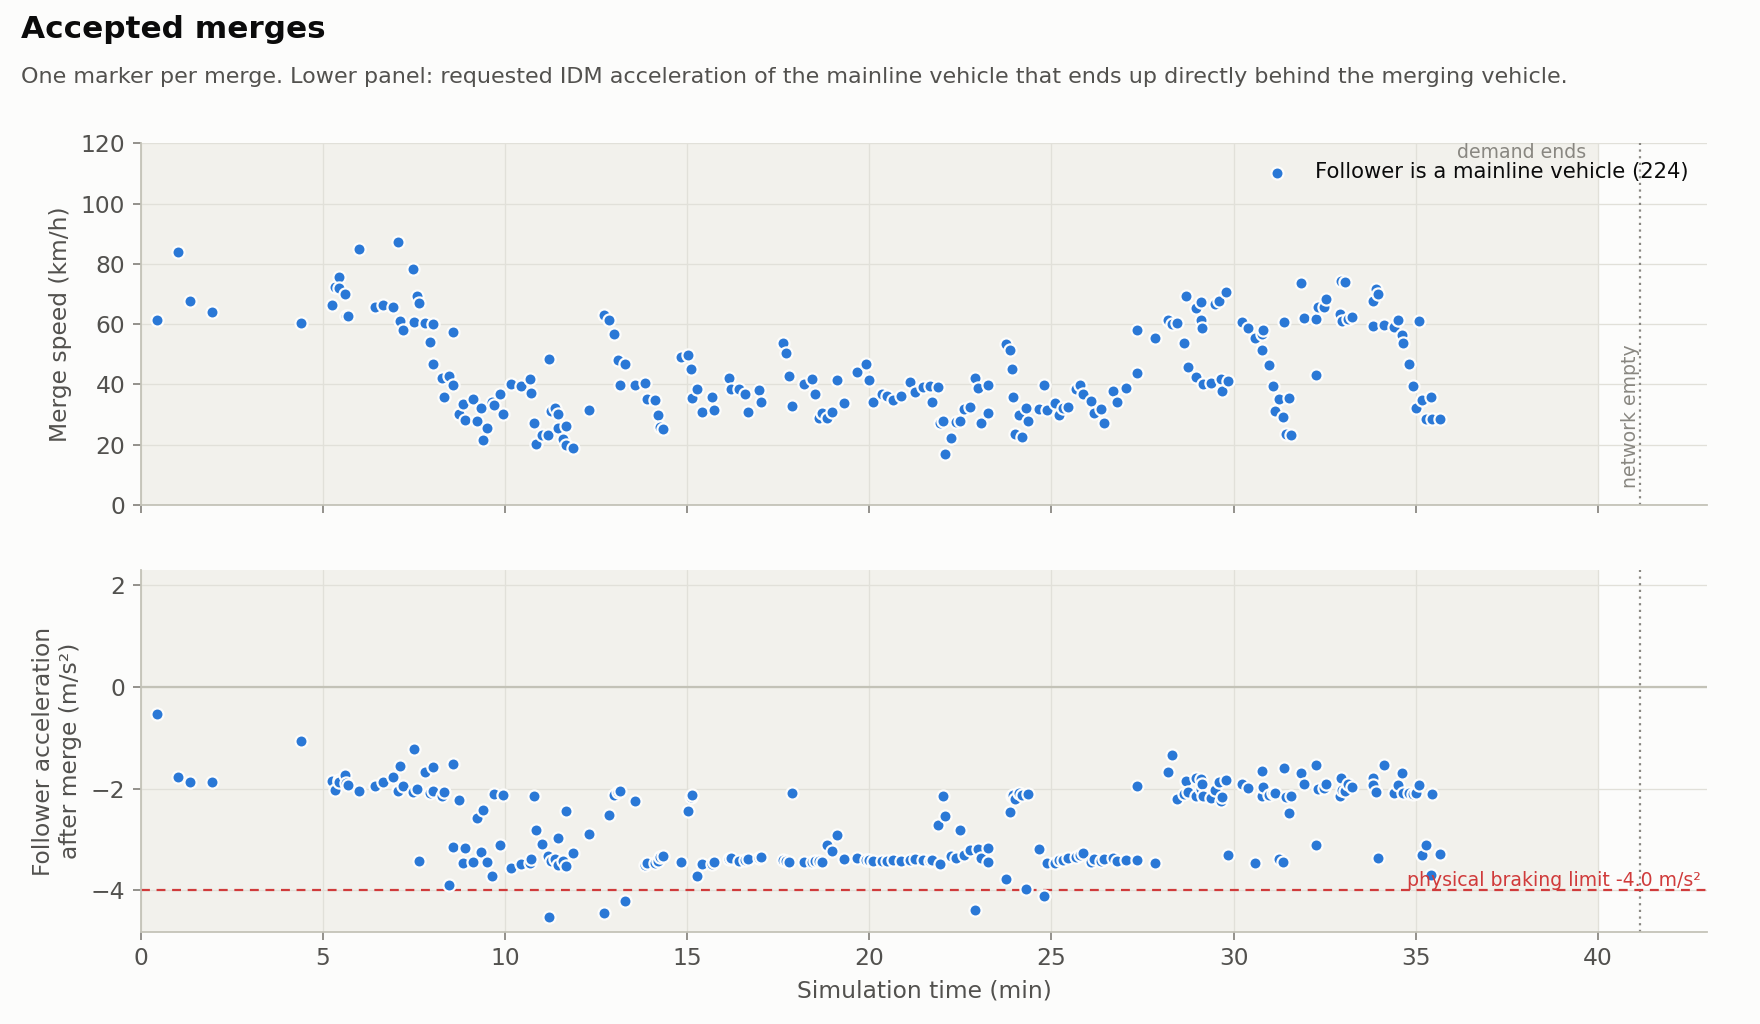 Accepted merges
One marker per merge. Lower panel: requested IDM acceleration of the mainline vehicle that ends up directly behind the merging vehicle.
120
100
80
60
40
20
0
Merge speed (km/h)
demand ends
Follower is a mainline vehicle (224)
network empty
2
0
−2
−4
Follower acceleration
after merge (m/s²)
physical braking limit -4.0 m/s²
0 5 10 15 20 25 30 35 40
Simulation time (min)